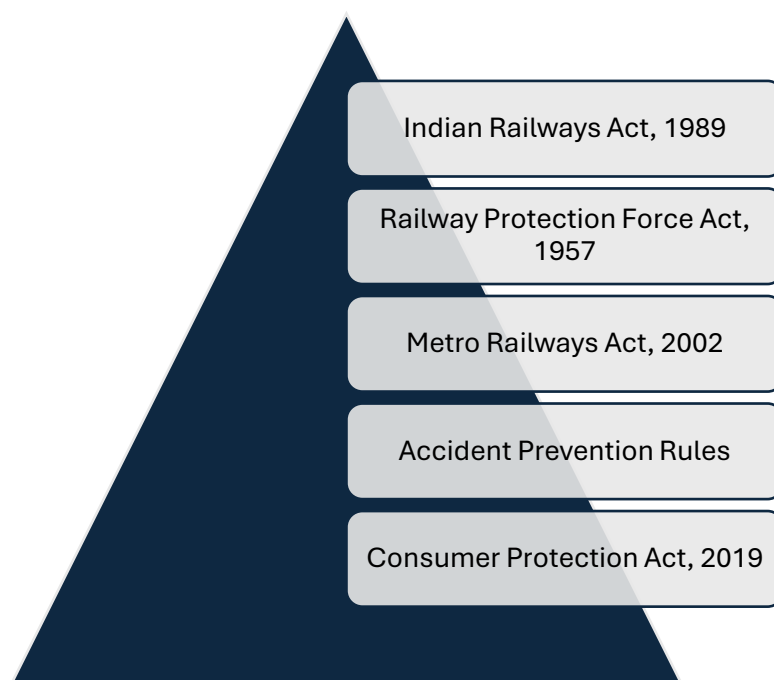 Indian Railways Act, 1989
Railway Protection Force Act,
1957
Metro Railways Act, 2002
Accident Prevention Rules
Consumer Protection Act, 2019